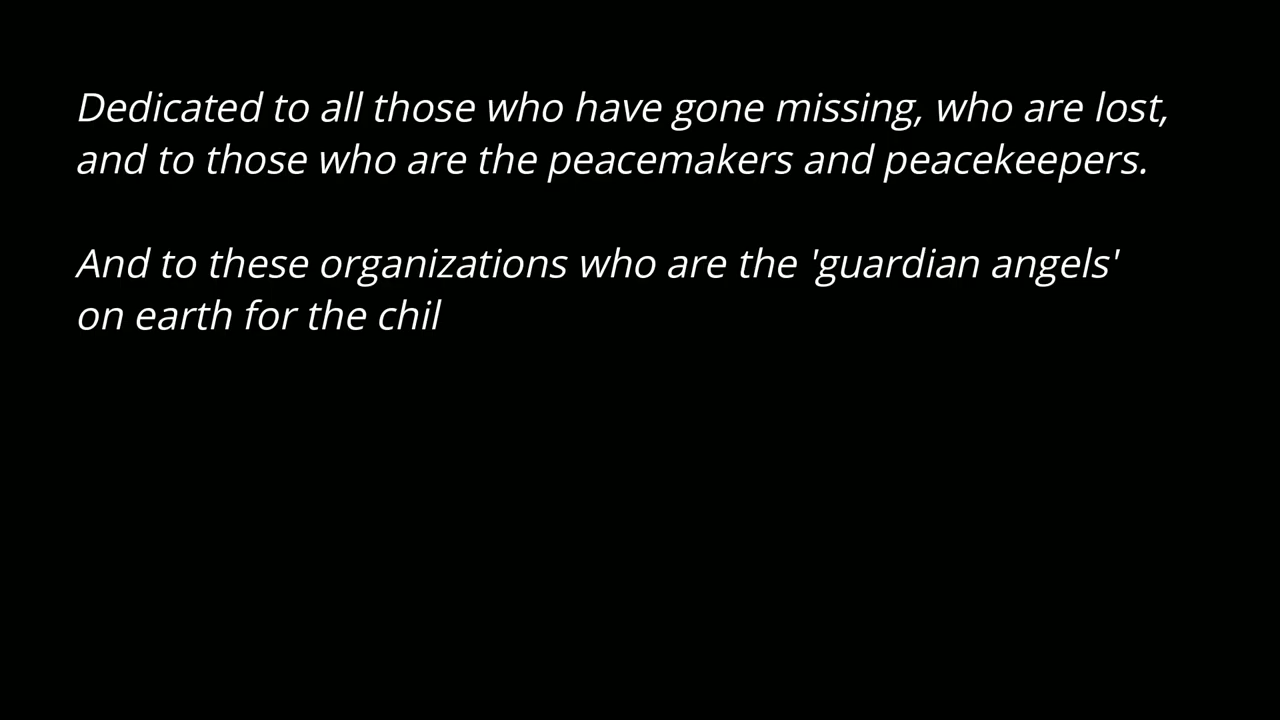 Dedicated to all those who have gone missing, who are lost,
and to those who are the peacemakers and peacekeepers.
And to these organizations who are the 'guardian angels'
on earth for the chil